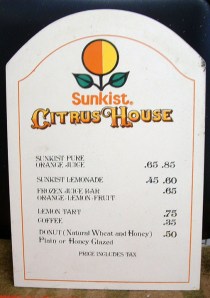 Sunkist®
CITRUS HOUSE
SUNKIST PURE
ORANGE JUICE .65 .85
SUNKIST LEMONADE .45 .60
FROZEN JUICE BAR .65
ORANGE-LEMON-FRUIT
LEMON TART .75
COFFEE .35
DONUT (Natural Wheat and Honey) .50
Plain or Honey Glazed
PRICE INCLUDES TAX